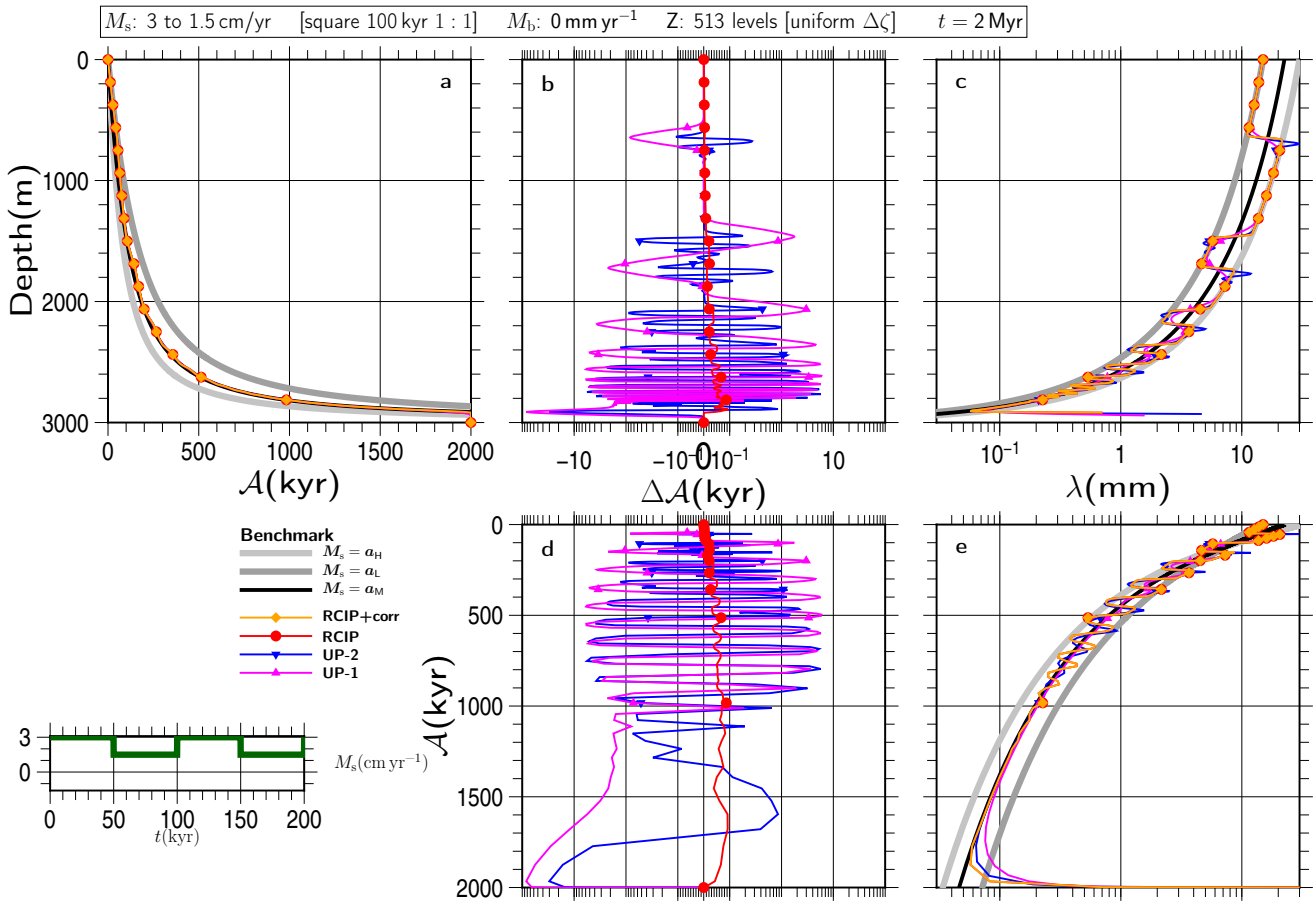 Mₛ: 3 to 1.5 cm/yr [square 100 kyr 1 : 1] M_b: 0 mm yr⁻¹ Z: 513 levels [uniform Δζ] t = 2 Myr
a
b
c
0
1000
2000
3000
Depth(m)
0 500 1000 1500 2000
𝒜(kyr)
−10 −10⁻¹ 0 10⁻¹ 10
Δ𝒜(kyr)
10⁻¹ 1 10
λ(mm)
Benchmark
Mₛ = a_H
Mₛ = a_L
Mₛ = a_M
RCIP+corr
RCIP
UP-2
UP-1
d
e
0
500
1000
1500
2000
𝒜(kyr)
3
0
Mₛ(cm yr⁻¹)
0 50 100 150 200
t(kyr)